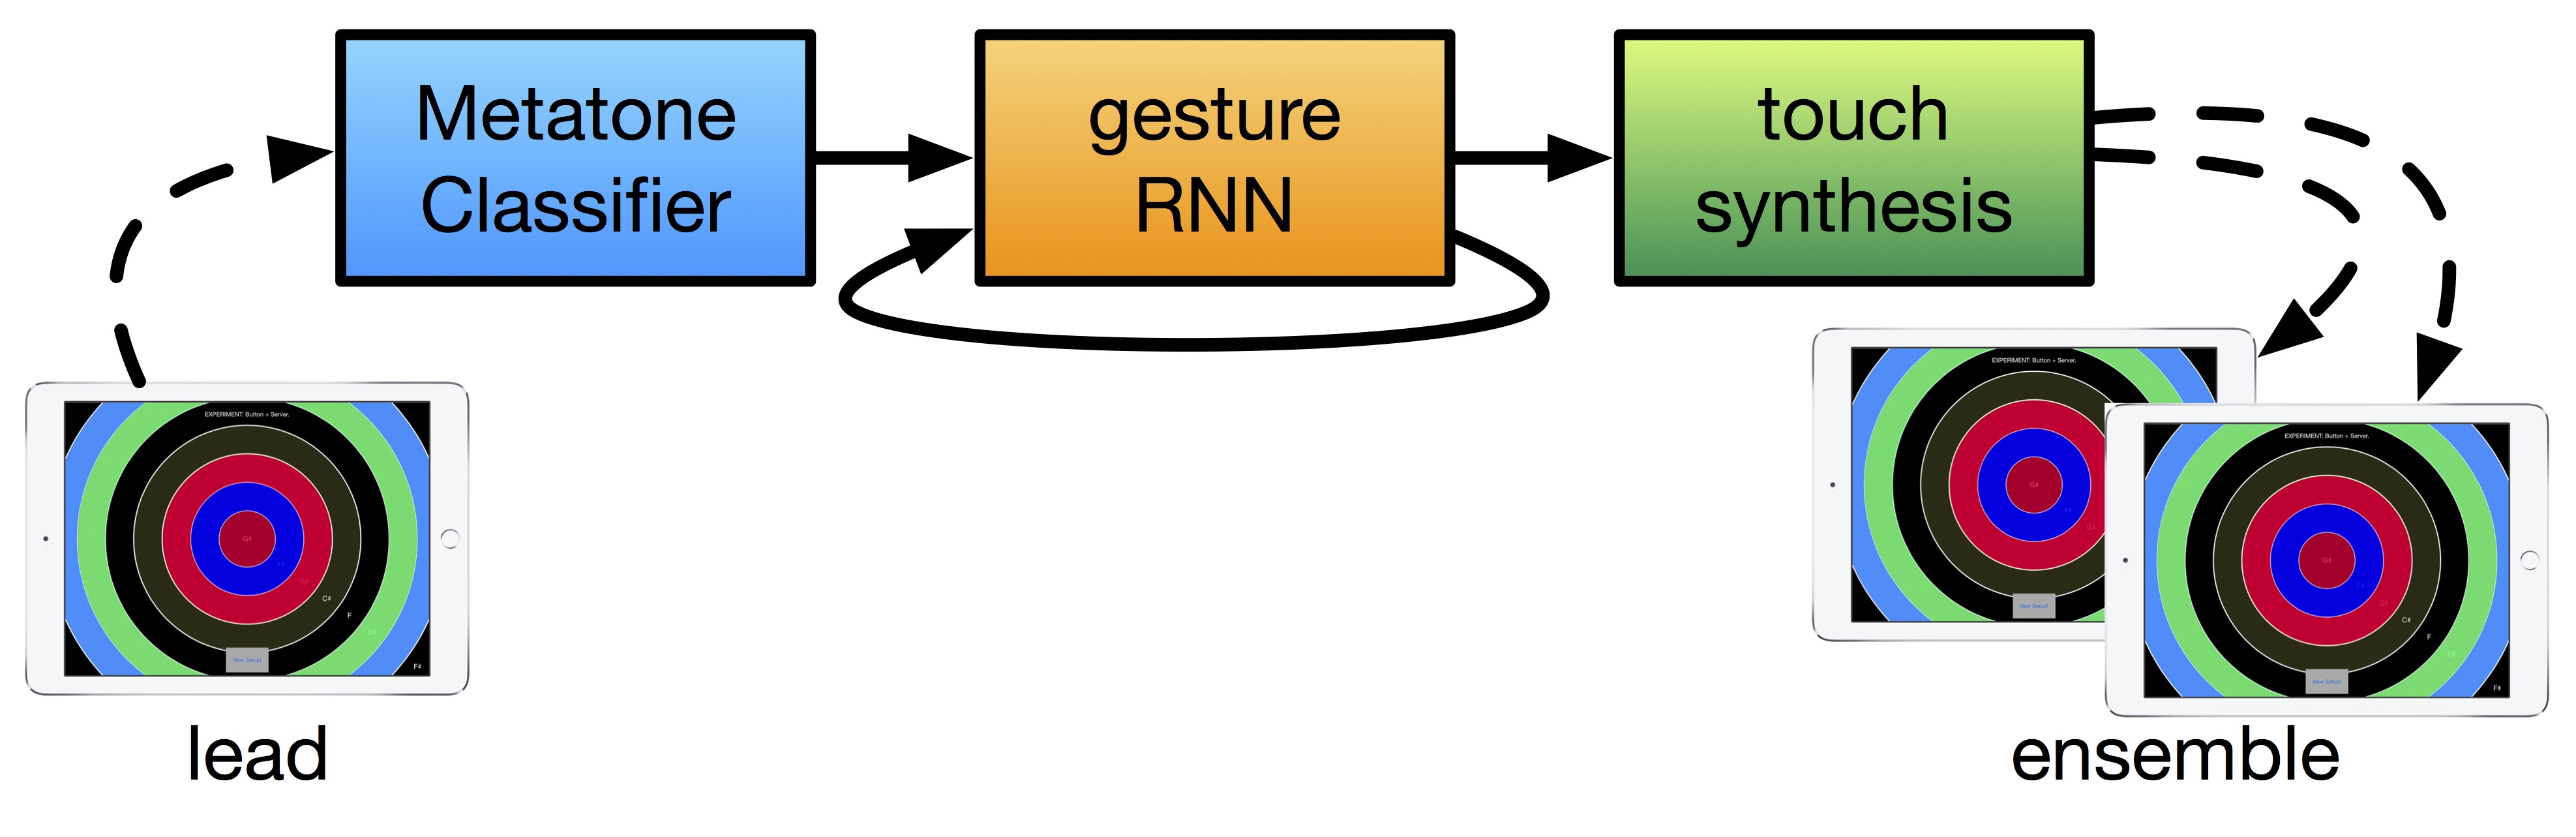 Metatone
Classifier
gesture
RNN
touch
synthesis
EXPERIMENT: Button + Server.
G#
F#
G#
C#
F
D#
F#
New Setup!
lead
EXPERIMENT: Button + Server.
G#
F#
G#
New Setup!
EXPERIMENT: Button + Server.
G#
F#
G#
C#
F
D#
F#
New Setup!
ensemble